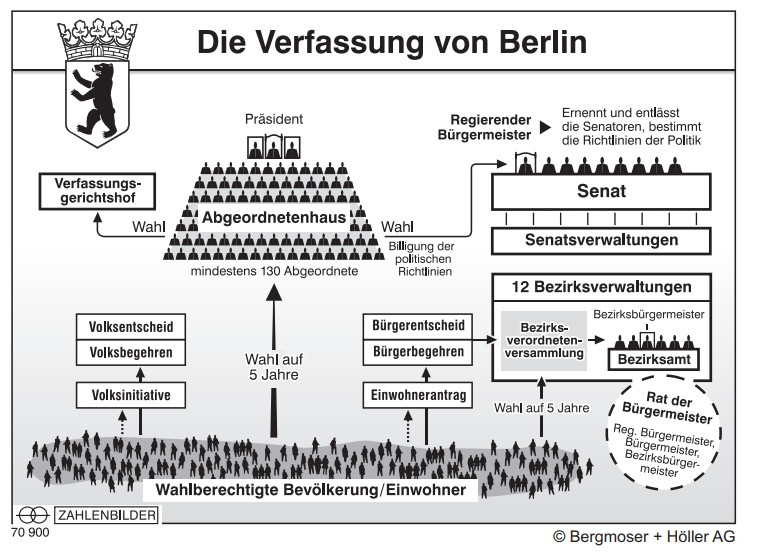 Die Verfassung von Berlin
Präsident
Regierender
Bürgermeister
Ernennt und entlässt
die Senatoren, bestimmt
die Richtlinien der Politik
Verfassungs-
gerichtshof
Wahl
Abgeordnetenhaus
Wahl
Billigung der
politischen
Richtlinien
mindestens 130 Abgeordnete
Senat
Senatsverwaltungen
12 Bezirksverwaltungen
Bezirks-
verordneten-
versammlung
Bezirksbürgermeister
Bezirksamt
Volksentscheid
Volksbegehren
Volksinitiative
Wahl auf
5 Jahre
Bürgerentscheid
Bürgerbegehren
Einwohnerantrag
Wahl auf 5 Jahre
Rat der
Bürgermeister
Reg. Bürgermeister,
Bürgermeister,
Bezirksbürger-
meister
Wahlberechtigte Bevölkerung/Einwohner
ZAHLENBILDER
70 900
© Bergmoser + Höller AG